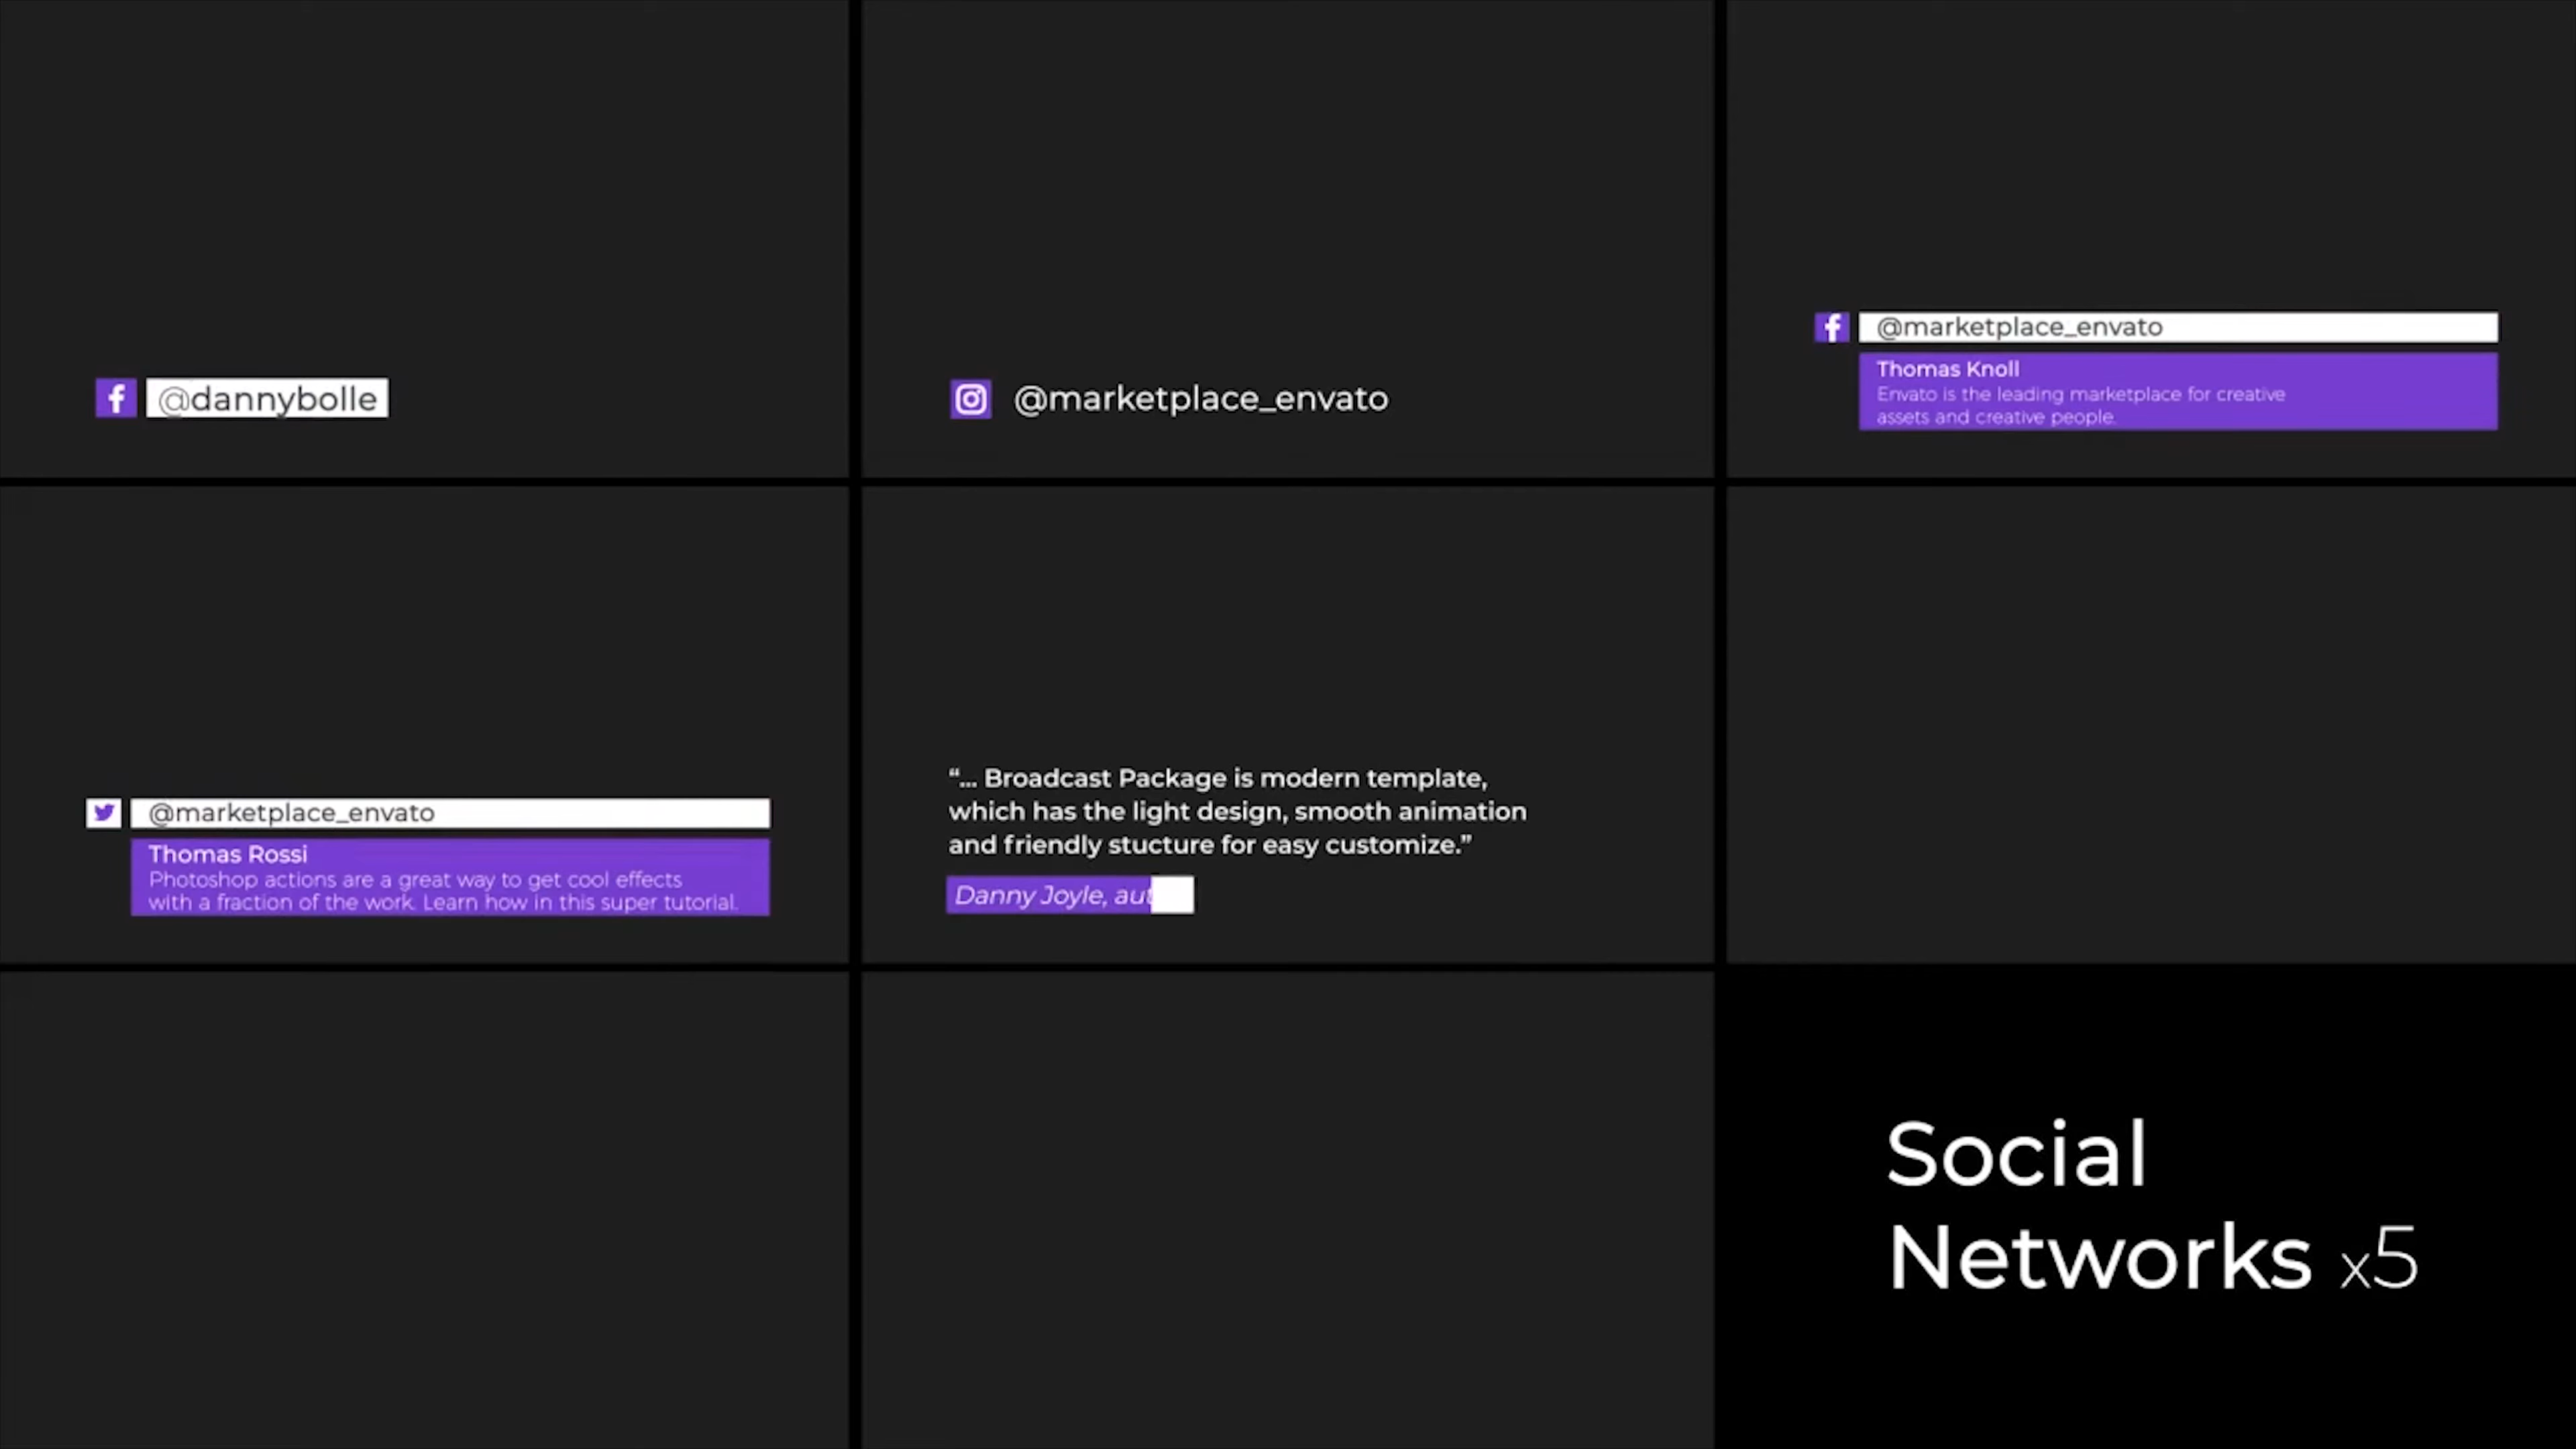 @dannybolle
@marketplace_envato
@marketplace_envato
Thomas Knoll
Envato is the leading marketplace for creative
assets and creative people.
@marketplace_envato
Thomas Rossi
Photoshop actions are a great way to get cool effects
with a fraction of the work. Learn how in this super tutorial.
“... Broadcast Package is modern template,
which has the light design, smooth animation
and friendly stucture for easy customize.”
Danny Joyle,
Social
Networks x5